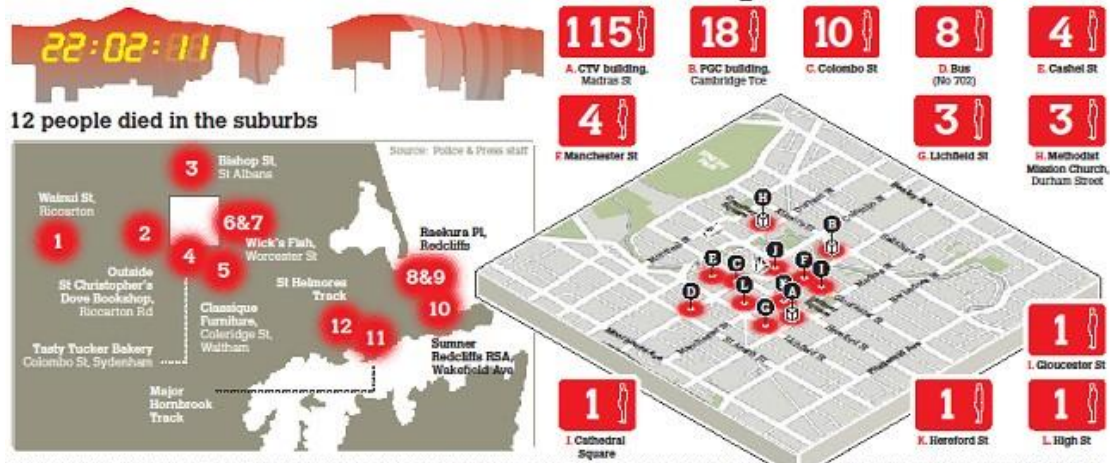 22:02:11
12 people died in the suburbs
Source: Police & Press staff
3
Bishop St,
St Albans
Wainui St,
Riccarton
1
2
6&7
4
5
Wick's Fish,
Worcester St
Raekura Pl,
Redcliffs
8&9
10
Outside
St Christopher's
Dove Bookshop,
Riccarton Rd
St Helmores
Track
12
11
Classique
Furniture,
Coleridge St,
Waltham
Sumner
Redcliffs RSA,
Wakefield Ave
Tasty Tucker Bakery
Colombo St, Sydenham
Major
Hornbrook
Track
115
A. CTV building,
Madras St
18
B. PGC building,
Cambridge Tce
10
C. Colombo St
8
D. Bus
(No 702)
4
E. Cashel St
4
F. Manchester St
3
G. Lichfield St
3
H. Methodist
Mission Church,
Durham Street
H
B
E
C
J
F
I
D
L
K
A
G
1
I. Gloucester St
1
J. Cathedral
Square
1
K. Hereford St
1
L. High St